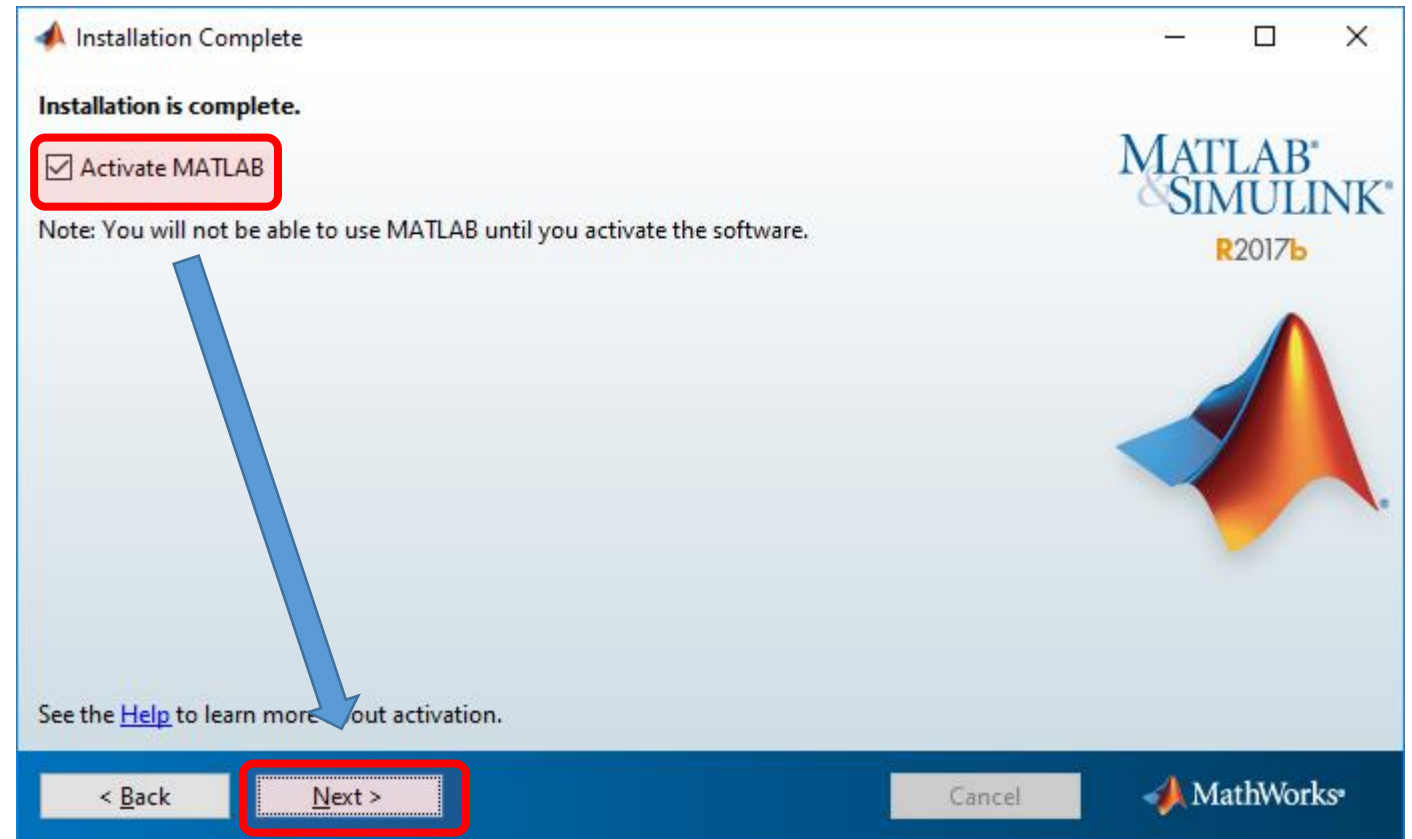 Installation Complete
Installation is complete.
Activate MATLAB
Note: You will not be able to use MATLAB until you activate the software.
MATLAB®
&SIMULINK®
R2017b
See the Help to learn more out activation.
< Back
Next >
Cancel
MathWorks®